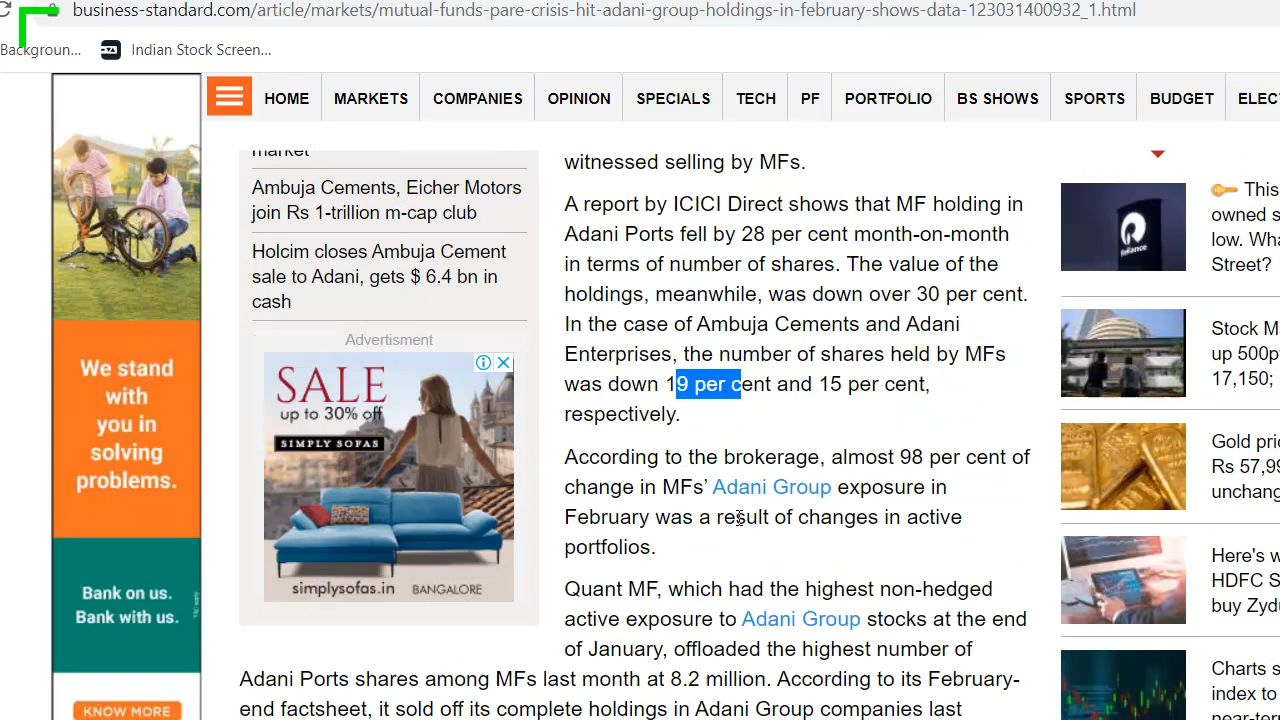 business-standard.com/article/markets/mutual-funds-pare-crisis-hit-adani-group-holdings-in-february-shows-data-123031400932_1.html
Backgroun...
Indian Stock Screen...
HOME
MARKETS
COMPANIES
OPINION
SPECIALS
TECH
PF
PORTFOLIO
BS SHOWS
SPORTS
BUDGET
ELEC
We stand
with
you in
solving
problems.
Bank on us.
Bank with us.
KNOW MORE
market
Ambuja Cements, Eicher Motors
join Rs 1-trillion m-cap club
Holcim closes Ambuja Cement
sale to Adani, gets $ 6.4 bn in
cash
Advertisment
SALE
up to 30% off
SIMPLY SOFAS
simplysofas.in BANGALORE
witnessed selling by MFs.
A report by ICICI Direct shows that MF holding in
Adani Ports fell by 28 per cent month-on-month
in terms of number of shares. The value of the
holdings, meanwhile, was down over 30 per cent.
In the case of Ambuja Cements and Adani
Enterprises, the number of shares held by MFs
was down 19 per cent and 15 per cent,
respectively.
According to the brokerage, almost 98 per cent of
change in MFs’ Adani Group exposure in
February was a result of changes in active
portfolios.
Quant MF, which had the highest non-hedged
active exposure to Adani Group stocks at the end
of January, offloaded the highest number of
Adani Ports shares among MFs last month at 8.2 million. According to its February-
end factsheet, it sold off its complete holdings in Adani Group companies last
Reliance
This
owned s
low. Wha
Street?
Stock M
up 500p
17,150;
Gold pric
Rs 57,99
unchang
Here's w
HDFC S
buy Zyd
Charts s
index to
near-ter